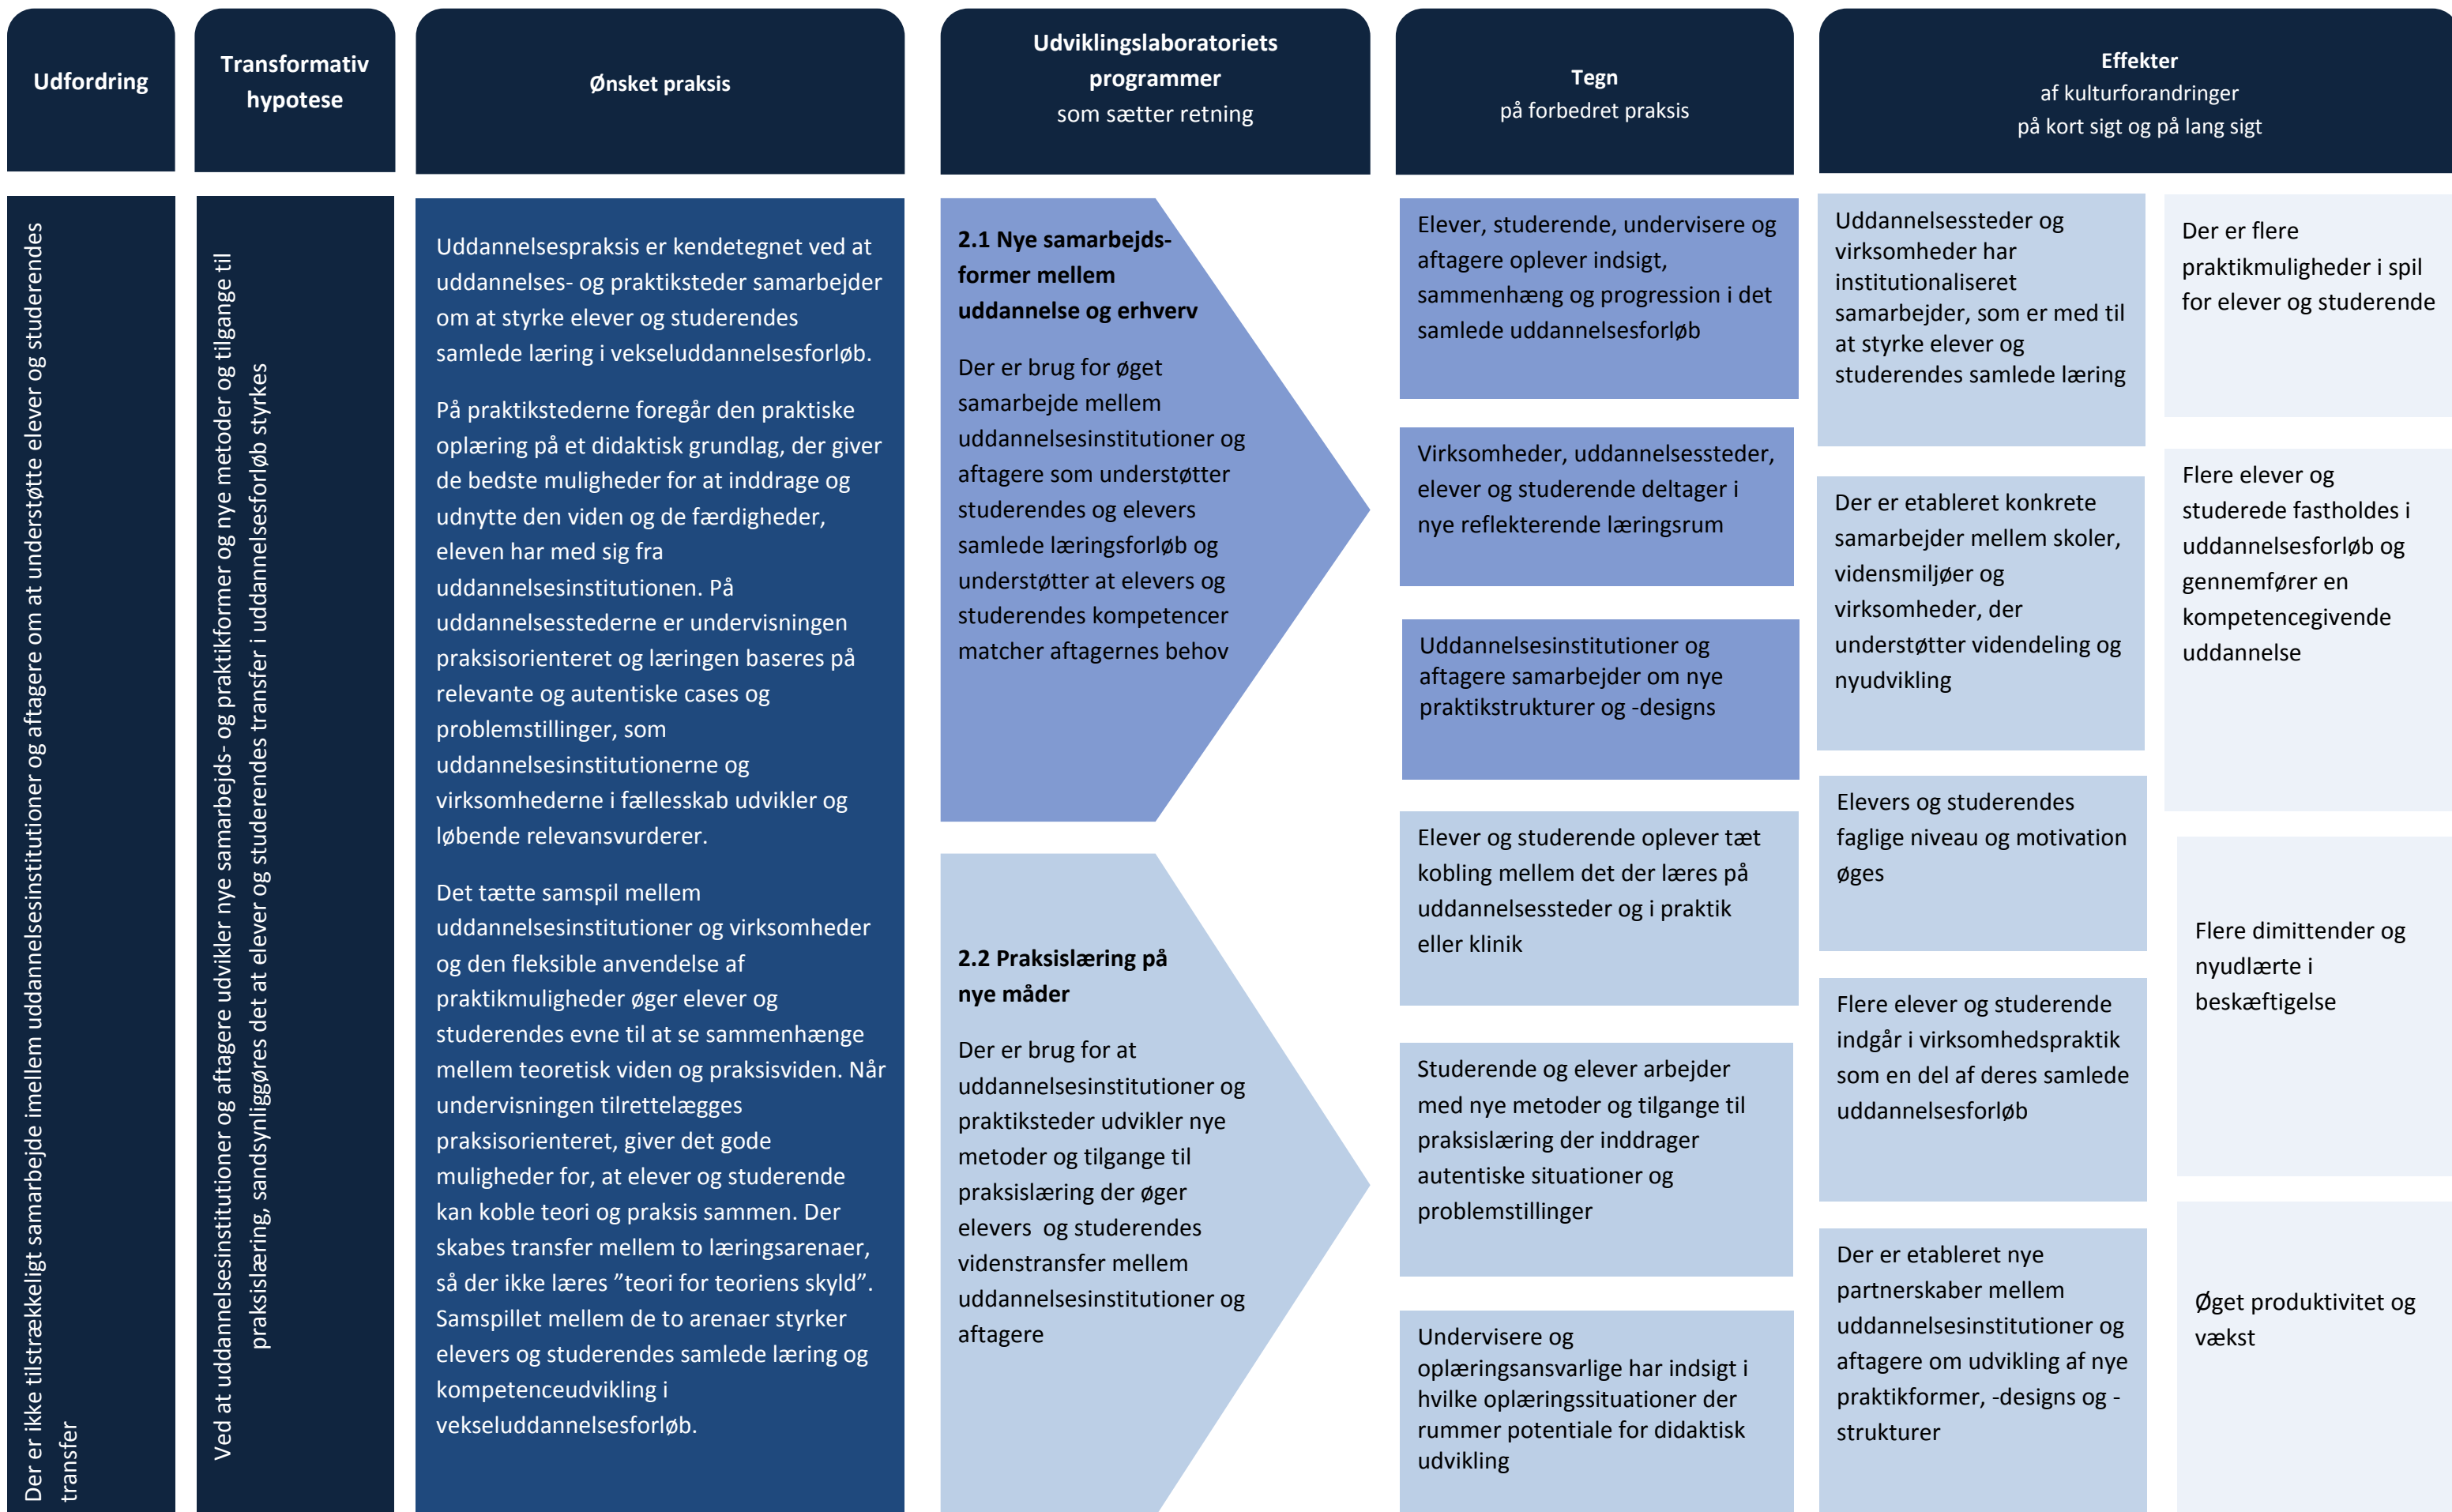 Udfordring
Transformativ
hypotese
Ønsket praksis
Udviklingslaboratoriets
programmer
som sætter retning
Tegn
på forbedret praksis
Effekter
af kulturforandringer
på kort sigt og på lang sigt
Der er ikke tilstrækkeligt samarbejde imellem uddannelsesinstitutioner og aftagere om at understøtte elever og studerendes
transfer
Ved at uddannelsesinstitutioner og aftagere udvikler nye samarbejds- og praktikformer og nye metoder og tilgange til
praksislæring, sandsynliggøres det at elever og studerendes transfer i uddannelsesforløb styrkes
Uddannelsespraksis er kendetegnet ved at
uddannelses- og praktiksteder samarbejder
om at styrke elever og studerendes
samlede læring i vekseluddannelsesforløb.
På praktikstederne foregår den praktiske
oplæring på et didaktisk grundlag, der giver
de bedste muligheder for at inddrage og
udnytte den viden og de færdigheder,
eleven har med sig fra
uddannelsesinstitutionen. På
uddannelsesstederne er undervisningen
praksisorienteret og læringen baseres på
relevante og autentiske cases og
problemstillinger, som
uddannelsesinstitutionerne og
virksomhederne i fællesskab udvikler og
løbende relevansvurderer.
Det tætte samspil mellem
uddannelsesinstitutioner og virksomheder
og den fleksible anvendelse af
praktikmuligheder øger elever og
studerendes evne til at se sammenhænge
mellem teoretisk viden og praksisviden. Når
undervisningen tilrettelægges
praksisorienteret, giver det gode
muligheder for, at elever og studerende
kan koble teori og praksis sammen. Der
skabes transfer mellem to læringsarenaer,
så der ikke læres ”teori for teoriens skyld”.
Samspillet mellem de to arenaer styrker
elevers og studerendes samlede læring og
kompetenceudvikling i
vekseluddannelsesforløb.
2.1 Nye samarbejds-
former mellem
uddannelse og erhverv
Der er brug for øget
samarbejde mellem
uddannelsesinstitutioner og
aftagere som understøtter
studerendes og elevers
samlede læringsforløb og
understøtter at elevers og
studerendes kompetencer
matcher aftagernes behov
2.2 Praksislæring på
nye måder
Der er brug for at
uddannelsesinstitutioner og
praktiksteder udvikler nye
metoder og tilgange til
praksislæring der øger
elevers  og studerendes
videnstransfer mellem
uddannelsesinstitutioner og
aftagere
Elever, studerende, undervisere og
aftagere oplever indsigt,
sammenhæng og progression i det
samlede uddannelsesforløb
Virksomheder, uddannelsessteder,
elever og studerende deltager i
nye reflekterende læringsrum
Uddannelsesinstitutioner og
aftagere samarbejder om nye
praktikstrukturer og -designs
Elever og studerende oplever tæt
kobling mellem det der læres på
uddannelsessteder og i praktik
eller klinik
Studerende og elever arbejder
med nye metoder og tilgange til
praksislæring der inddrager
autentiske situationer og
problemstillinger
Undervisere og
oplæringsansvarlige har indsigt i
hvilke oplæringssituationer der
rummer potentiale for didaktisk
udvikling
Uddannelsessteder og
virksomheder har
institutionaliseret
samarbejder, som er med til
at styrke elever og
studerendes samlede læring
Der er etableret konkrete
samarbejder mellem skoler,
vidensmiljøer og
virksomheder, der
understøtter videndeling og
nyudvikling
Elevers og studerendes
faglige niveau og motivation
øges
Flere elever og studerende
indgår i virksomhedspraktik
som en del af deres samlede
uddannelsesforløb
Der er etableret nye
partnerskaber mellem
uddannelsesinstitutioner og
aftagere om udvikling af nye
praktikformer, -designs og -
strukturer
Der er flere
praktikmuligheder i spil
for elever og studerende
Flere elever og
studerede fastholdes i
uddannelsesforløb og
gennemfører en
kompetencegivende
uddannelse
Flere dimittender og
nyudlærte i
beskæftigelse
Øget produktivitet og
vækst